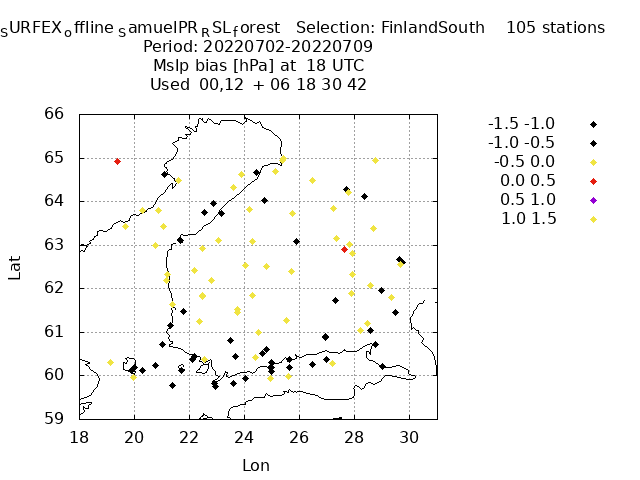 SURFEXoffline SamuelPRRSLforest Selection: FinlandSouth 105 stations
Period: 20220702-20220709
Mslp bias [hPa] at 18 UTC
Used 00,12 + 06 18 30 42
-1.5 -1.0
-1.0 -0.5
-0.5 0.0
0.0 0.5
0.5 1.0
1.0 1.5
66
65
64
63
62
61
60
59
Lat
18 20 22 24 26 28 30
Lon